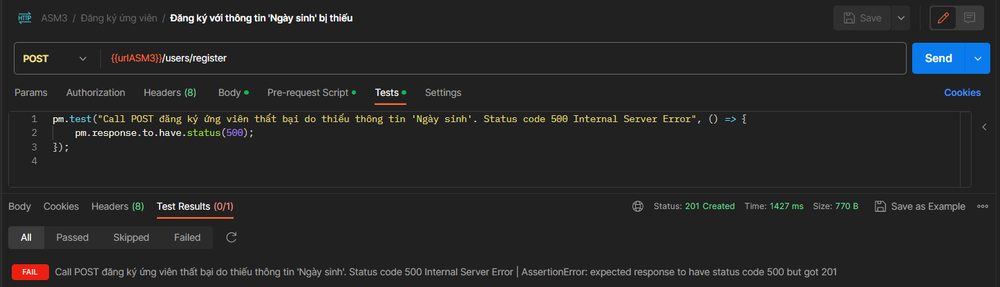 HTTP ASM3 / Đăng ký ứng viên / Đăng ký với thông tin 'Ngày sinh' bị thiếu Save
POST {{urlASM3}}/users/register Send
Params Authorization Headers (8) Body Pre-request Script Tests Settings Cookies
1 pm.test("Call POST đăng ký ứng viên thất bại do thiếu thông tin 'Ngày sinh'. Status code 500 Internal Server Error", () => {
2 pm.response.to.have.status(500);
3 });
4
Body Cookies Headers (8) Test Results (0/1) Status: 201 Created Time: 1427 ms Size: 770 B Save as Example
All Passed Skipped Failed
FAIL Call POST đăng ký ứng viên thất bại do thiếu thông tin 'Ngày sinh'. Status code 500 Internal Server Error | AssertionError: expected response to have status code 500 but got 201